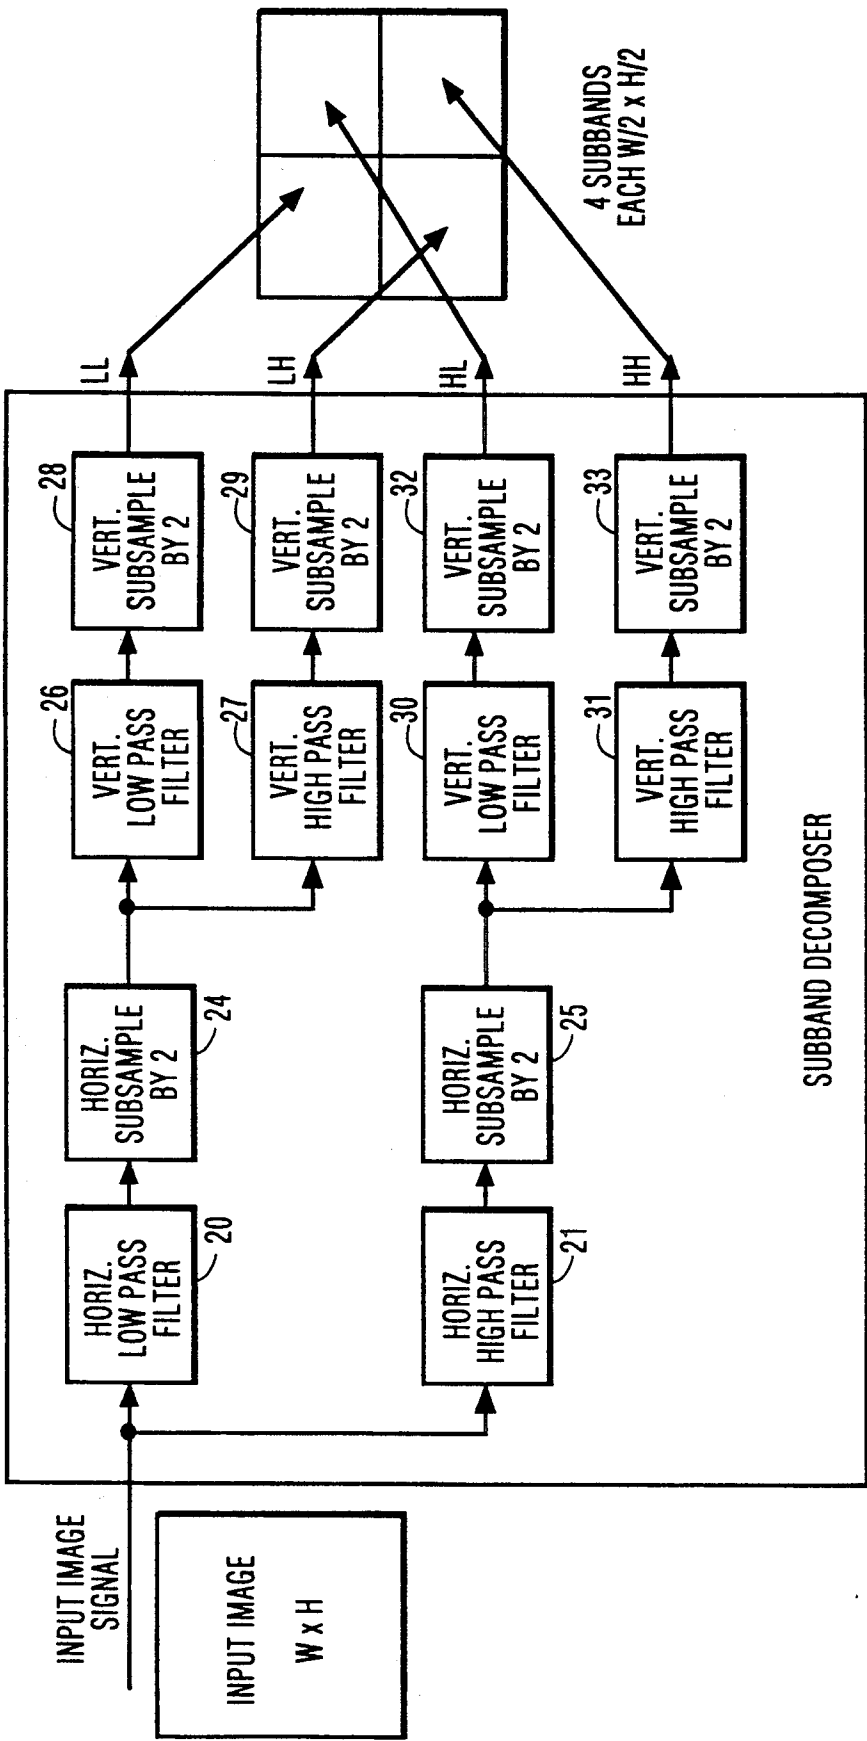 INPUT IMAGE
SIGNAL
INPUT IMAGE
W x H
HORIZ.
LOW PASS
FILTER
20
HORIZ.
SUBSAMPLE
BY 2
24
VERT.
LOW PASS
FILTER
26
VERT.
SUBSAMPLE
BY 2
28
LL
VERT.
HIGH PASS
FILTER
27
VERT.
SUBSAMPLE
BY 2
29
LH
HORIZ.
HIGH PASS
FILTER
21
HORIZ.
SUBSAMPLE
BY 2
25
VERT.
LOW PASS
FILTER
30
VERT.
SUBSAMPLE
BY 2
32
HL
VERT.
HIGH PASS
FILTER
31
VERT.
SUBSAMPLE
BY 2
33
HH
4 SUBBANDS
EACH W/2 x H/2
SUBBAND DECOMPOSER